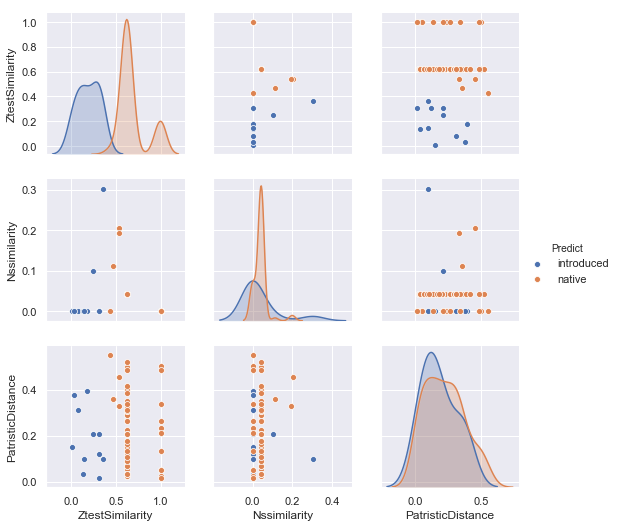 ZtestSimilarity
1.0
0.8
0.6
0.4
0.2
0.0
Nssimilarity
0.3
0.2
0.1
0.0
Predict
introduced
native
PatristicDistance
0.4
0.2
0.0
0.0 0.5 1.0
ZtestSimilarity
0.0 0.2 0.4
Nssimilarity
0.0 0.5
PatristicDistance